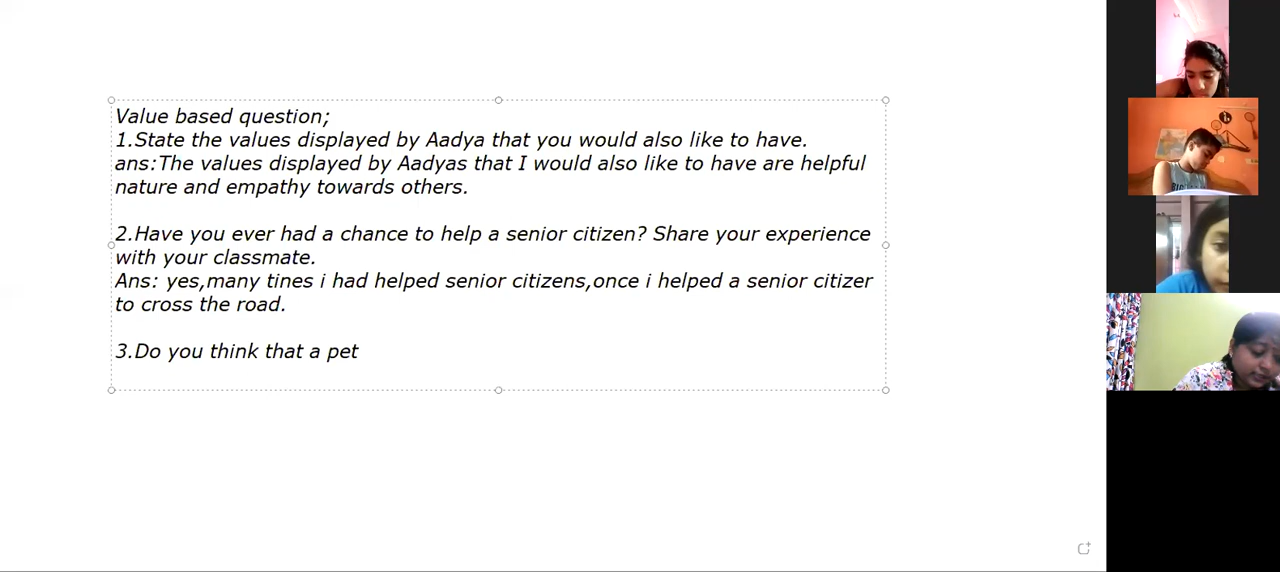 Value based question;
1.State the values displayed by Aadya that you would also like to have.
ans:The values displayed by Aadyas that I would also like to have are helpful
nature and empathy towards others.
2.Have you ever had a chance to help a senior citizen? Share your experience
with your classmate.
Ans: yes,many tines i had helped senior citizens,once i helped a senior citizer
to cross the road.
3.Do you think that a pet